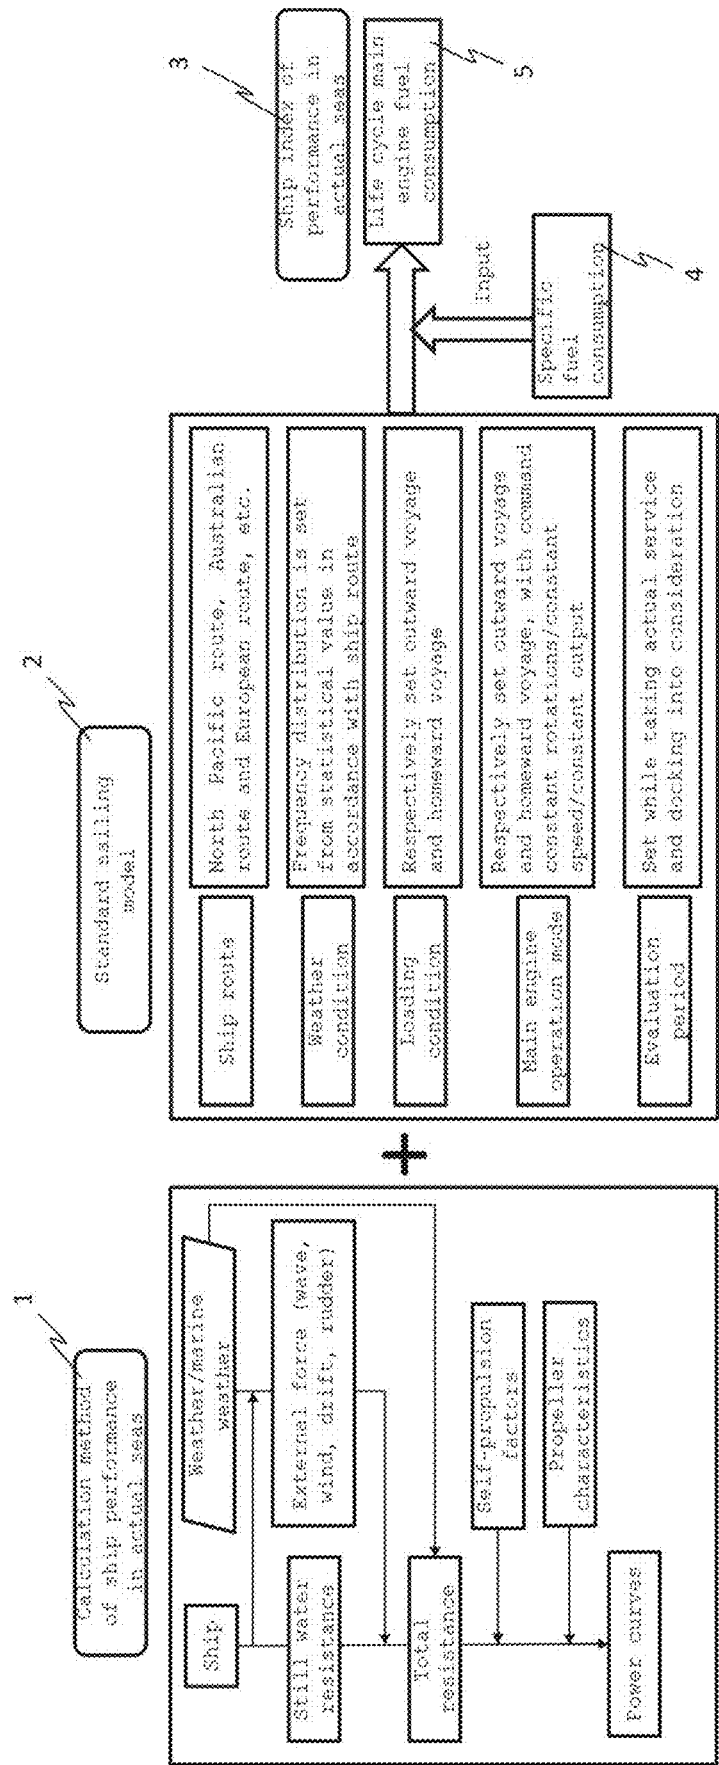 1
Calculation method
of ship performance
in actual seas
Ship
Weather/marine
weather
Still water
resistance
External force (wave,
wind, drift, rudder)
Total
resistance
Self-propulsion
factors
Propeller
characteristics
Power curves
+
2
Standard sailing
model
Ship route
North Pacific route, Australian
route and European route, etc.
Weather
condition
Frequency distribution is set
from statistical value in
accordance with ship route
Loading
condition
Respectively set outward voyage
and homeward voyage
Main engine
operation mode
Respectively set outward voyage
and homeward voyage, with command
constant rotations/constant
speed/constant output
Evaluation
period
Set while taking actual service
and docking into consideration
3
Ship index of
performance in
actual seas
Life cycle main
engine fuel
consumption
5
Input
Specific
fuel
consumption
4